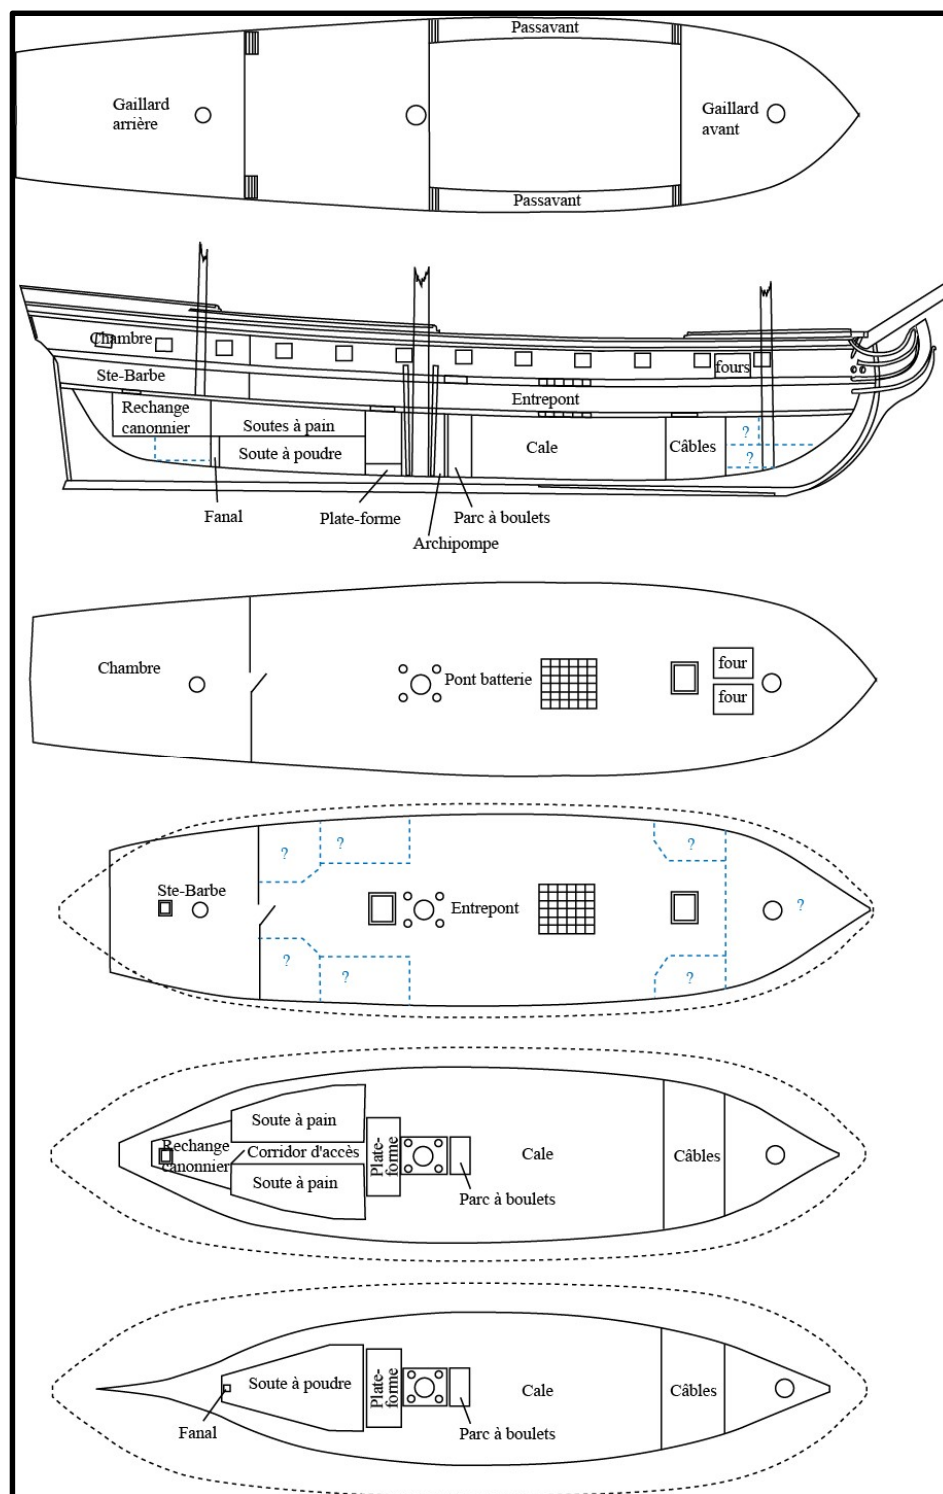 Passavant
Gaillard
arrière
Gaillard
avant
Passavant
Chambre
fours
Ste-Barbe
Entrepont
Rechange
canonnier
Soutes à pain
Soute à poudre
Cale
Câbles
?
?
Fanal
Plate-forme
Parc à boulets
Archipompe
Chambre
Pont batterie
four
four
?
?
?
Ste-Barbe
Entrepont
?
?
?
?
Soute à pain
Rechange
canonnier
Corridor d'accès
Soute à pain
Plate-
forme
Cale
Câbles
Parc à boulets
Soute à poudre
Plate-
forme
Cale
Câbles
Fanal
Parc à boulets